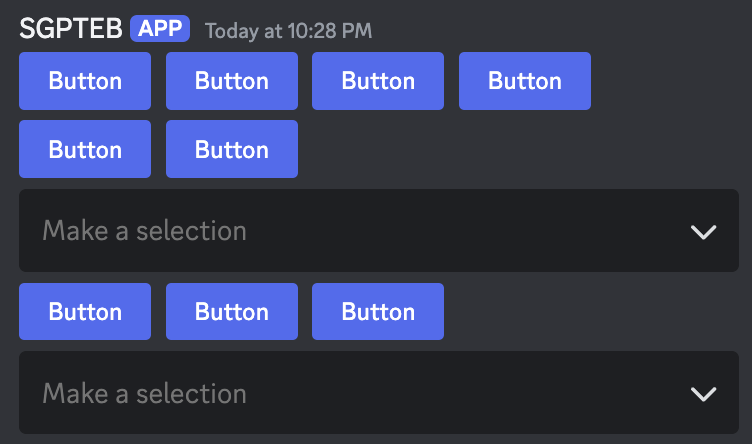 SGPTEB APP Today at 10:28 PM
Button Button Button Button
Button Button
Make a selection
Button Button Button
Make a selection